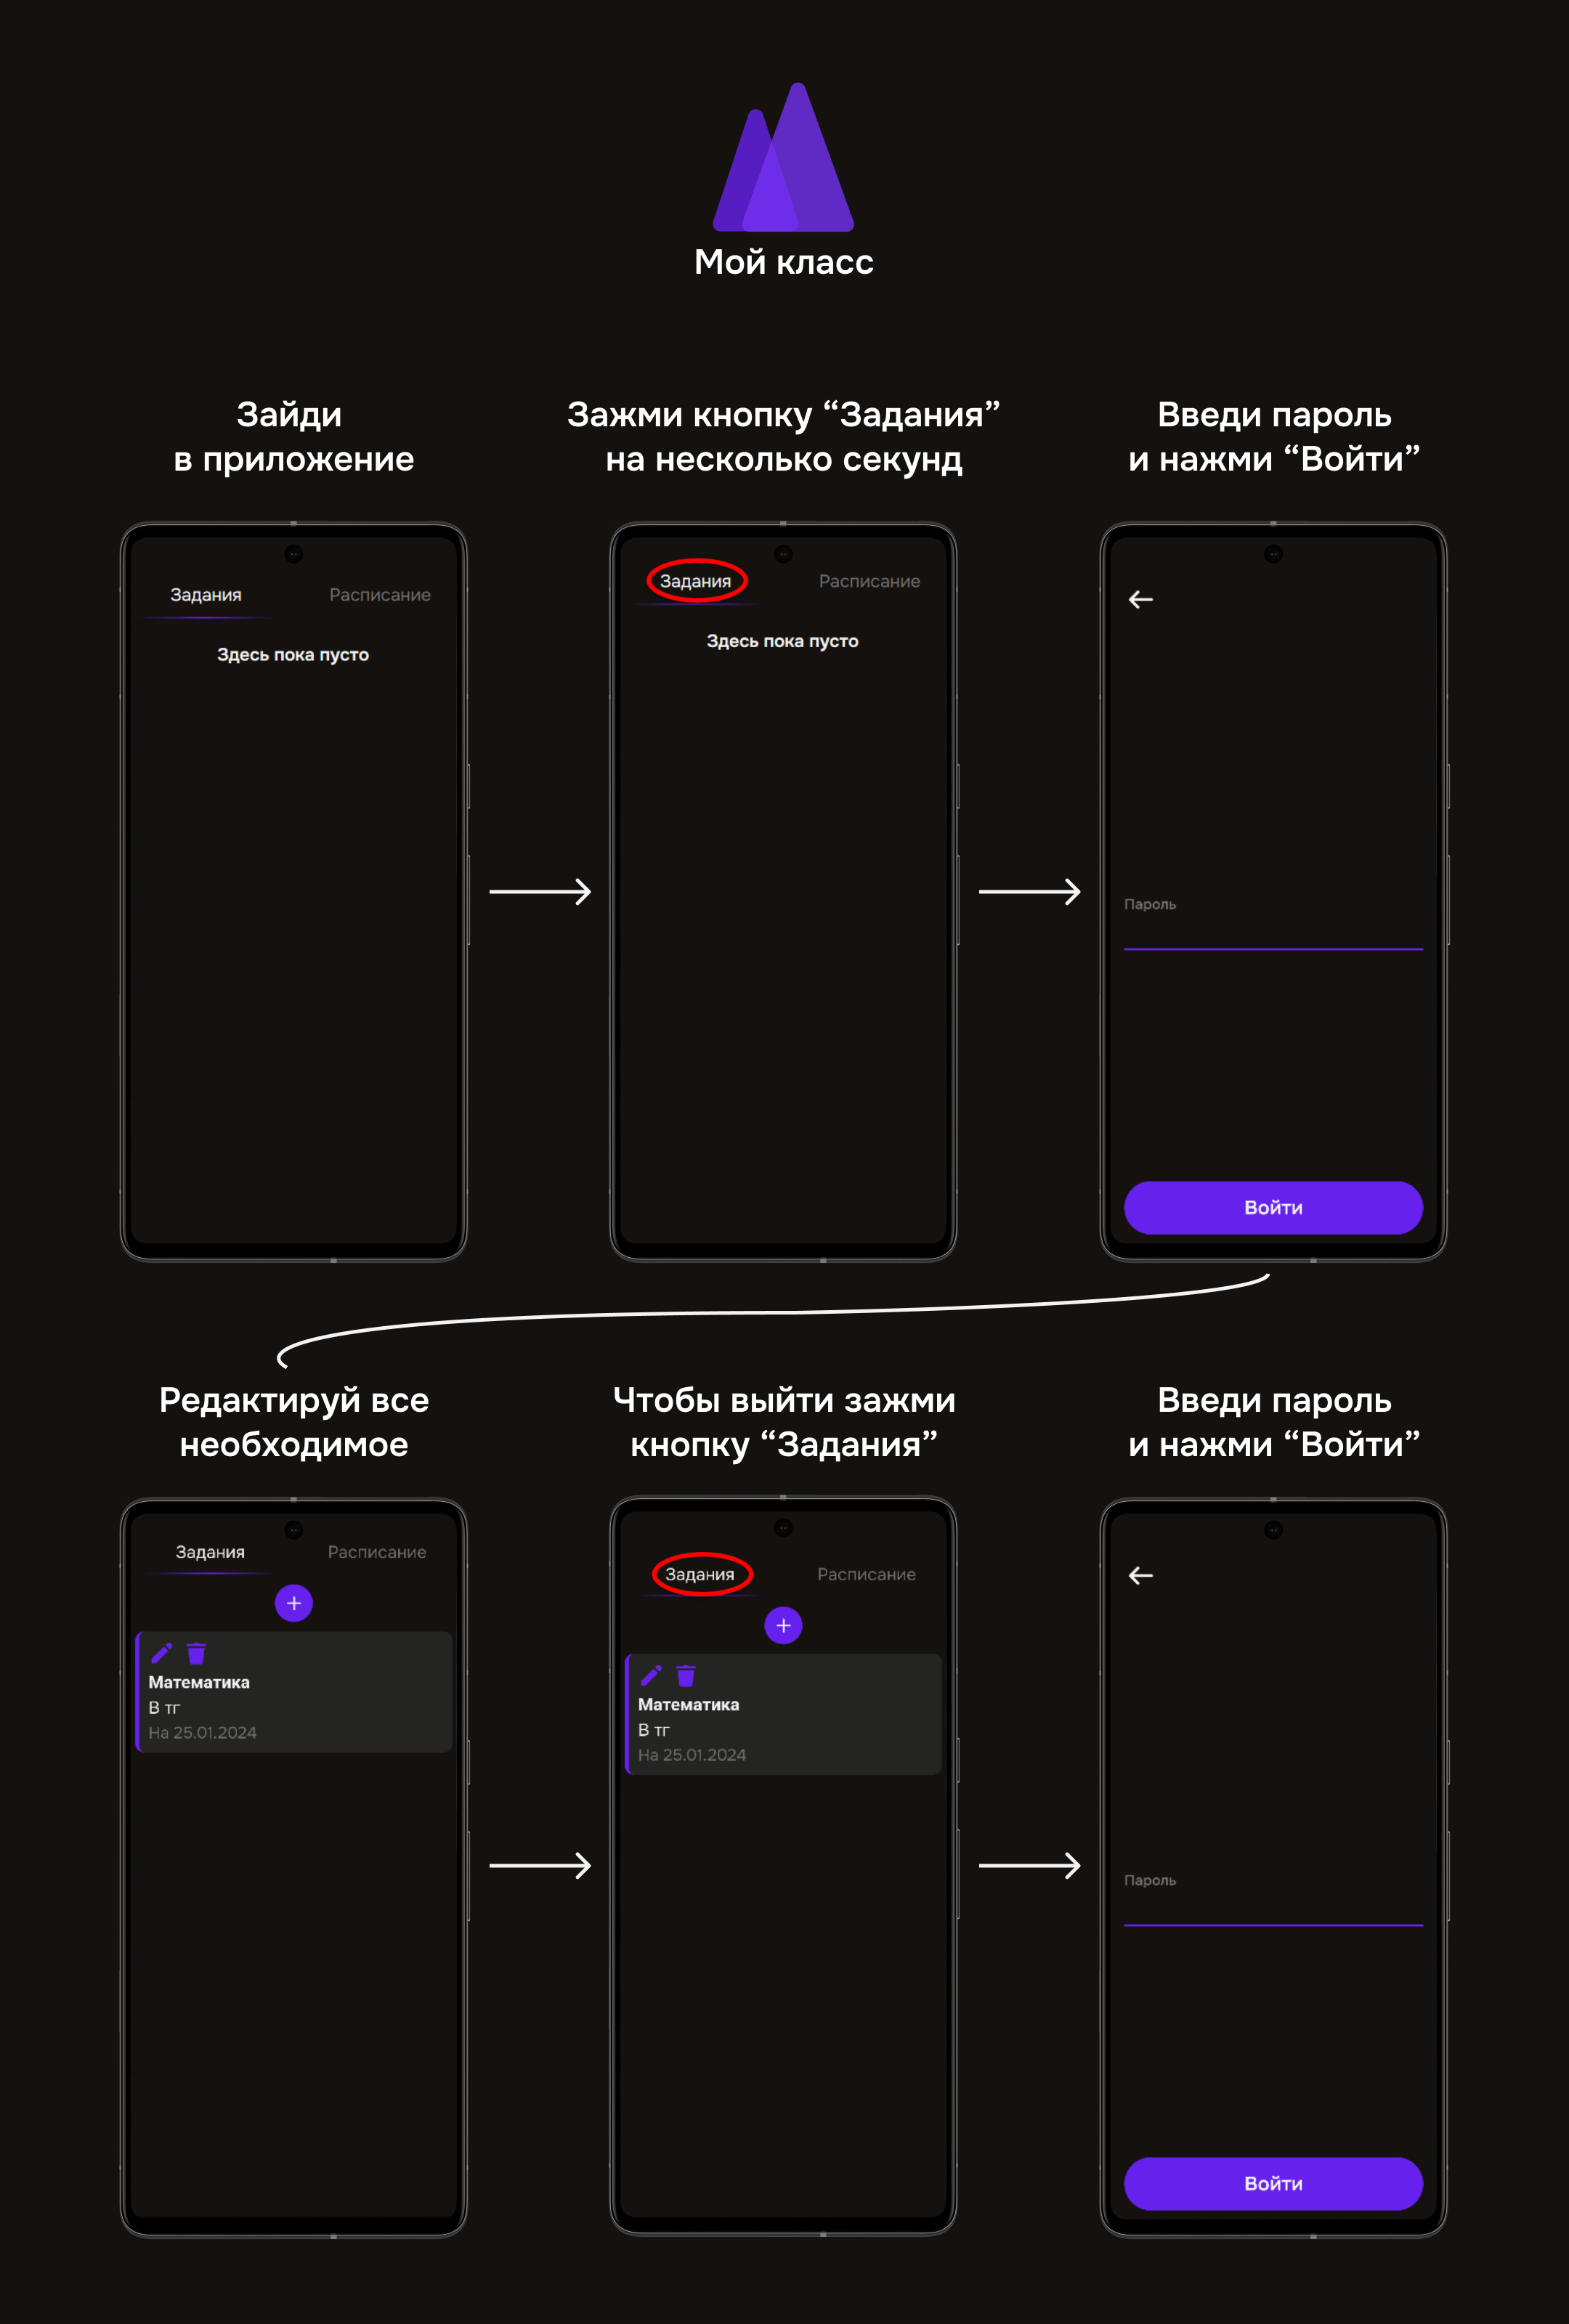 Мой класс
Зайди
в приложение
Зажми кнопку “Задания”
на несколько секунд
Введи пароль
и нажми “Войти”
Задания
Расписание
Здесь пока пусто
Задания
Расписание
Здесь пока пусто
Пароль
Войти
Редактируй все
необходимое
Чтобы выйти зажми
кнопку “Задания”
Введи пароль
и нажми “Войти”
Задания
Расписание
Математика
В тг
На 25.01.2024
Задания
Расписание
Математика
В тг
На 25.01.2024
Пароль
Войти